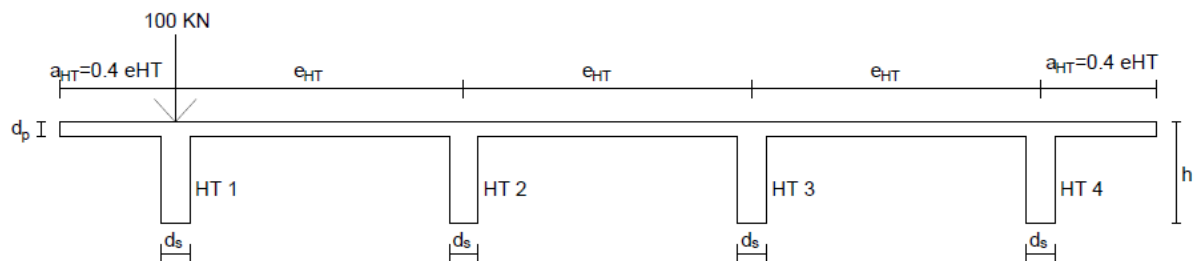 100 KN
aHT=0.4 eHT
eHT
eHT
eHT
aHT=0.4 eHT
dp
HT 1
HT 2
HT 3
HT 4
h
ds
ds
ds
ds